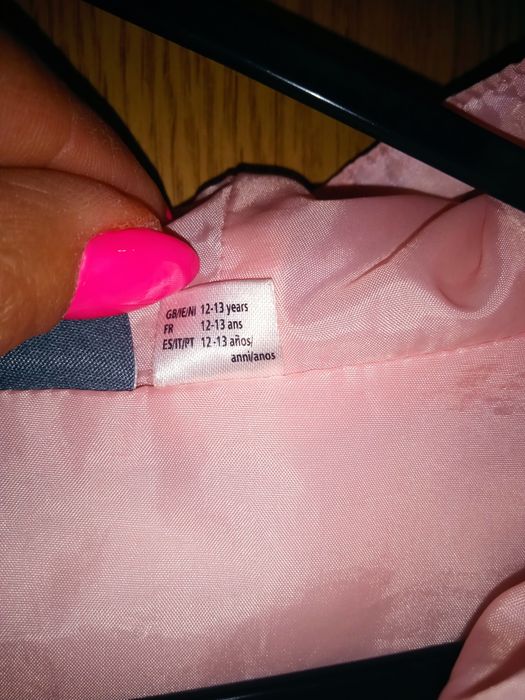 GB/IE/NI 12-13 years
FR 12-13 ans
ES/IT/PT 12-13 años/
anni/anos